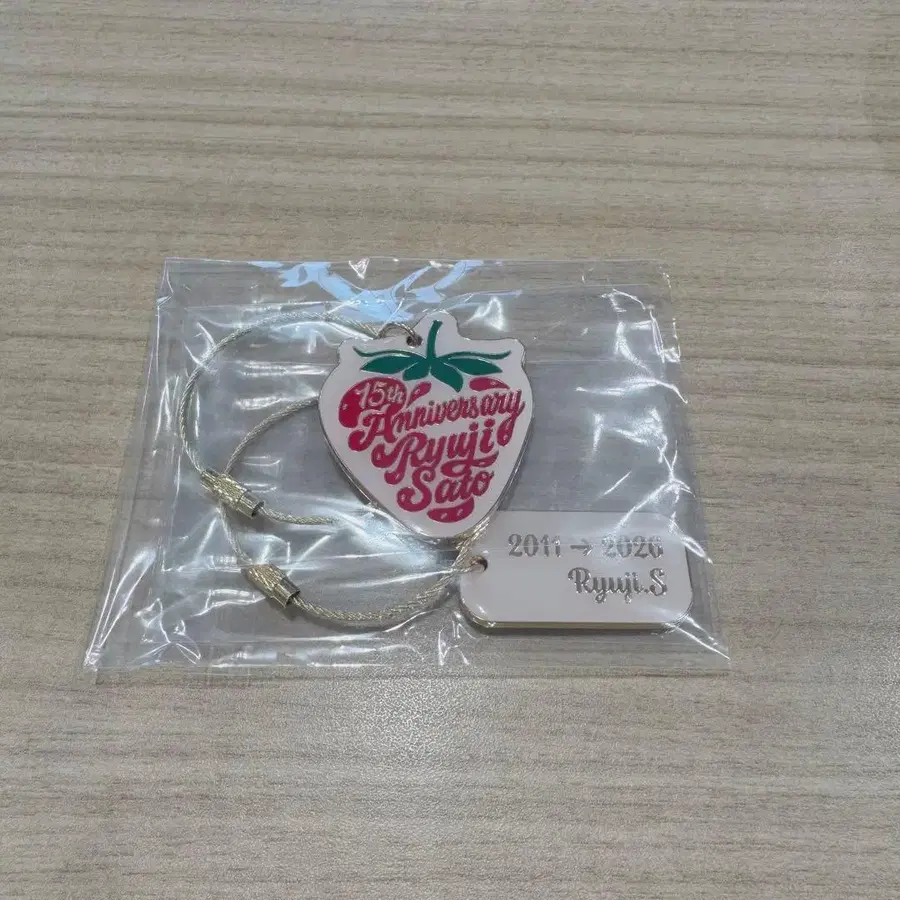 15th
Anniversary
Ryuji
Sato
2011 → 2026
Ryuji.S